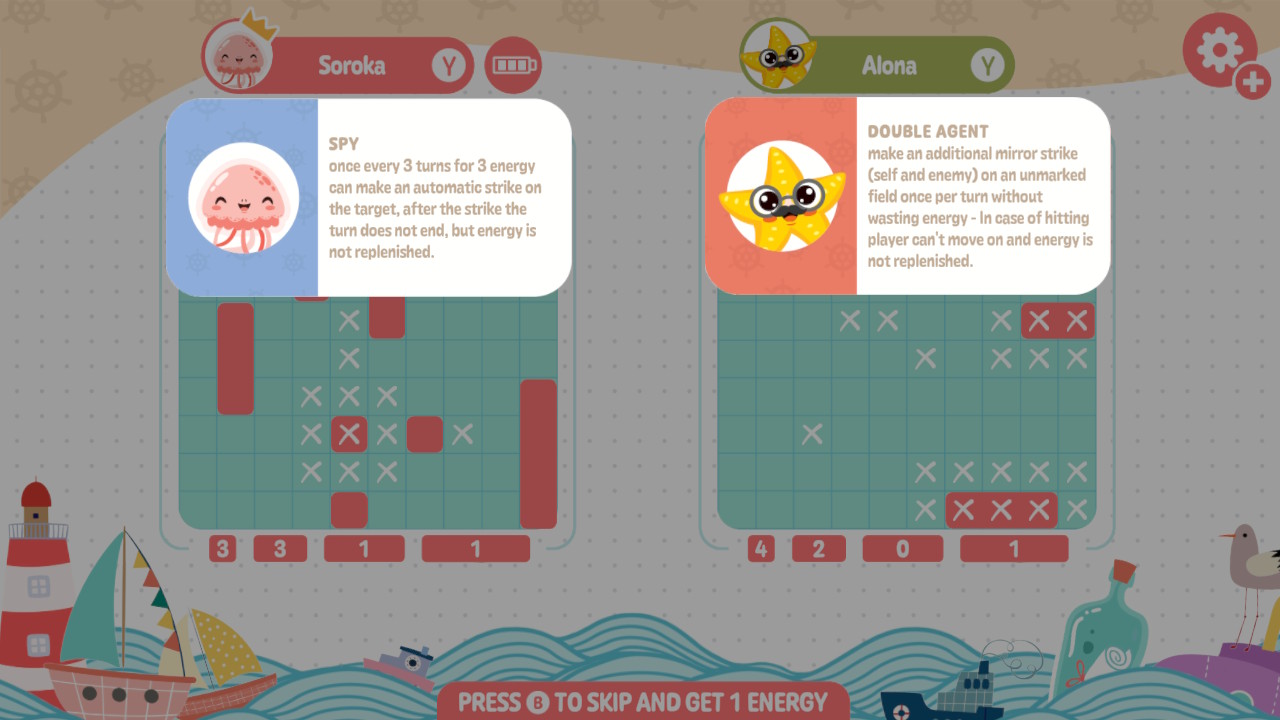 Soroka
Y
Alona
Y
SPY
once every 3 turns for 3 energy
can make an automatic strike on
the target, after the strike the
turn does not end, but energy is
not replenished.
DOUBLE AGENT
make an additional mirror strike
(self and enemy) on an unmarked
field once per turn without
wasting energy - In case of hitting
player can't move on and energy is
not replenished.
3 3 1 1
4 2 0 1
PRESS B TO SKIP AND GET 1 ENERGY